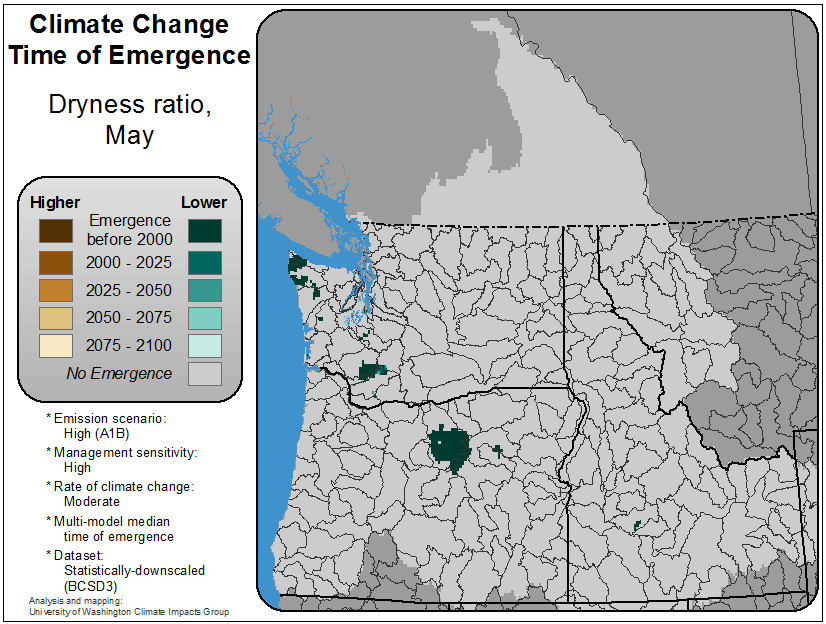 Climate Change
Time of Emergence
Dryness ratio,
May
Higher
Lower
Emergence
before 2000
2000 - 2025
2025 - 2050
2050 - 2075
2075 - 2100
No Emergence
* Emission scenario:
High (A1B)
* Management sensitivity:
High
* Rate of climate change:
Moderate
* Multi-model median
time of emergence
* Dataset:
Statistically-downscaled
(BCSD3)
Analysis and mapping:
University of Washington Climate Impacts Group